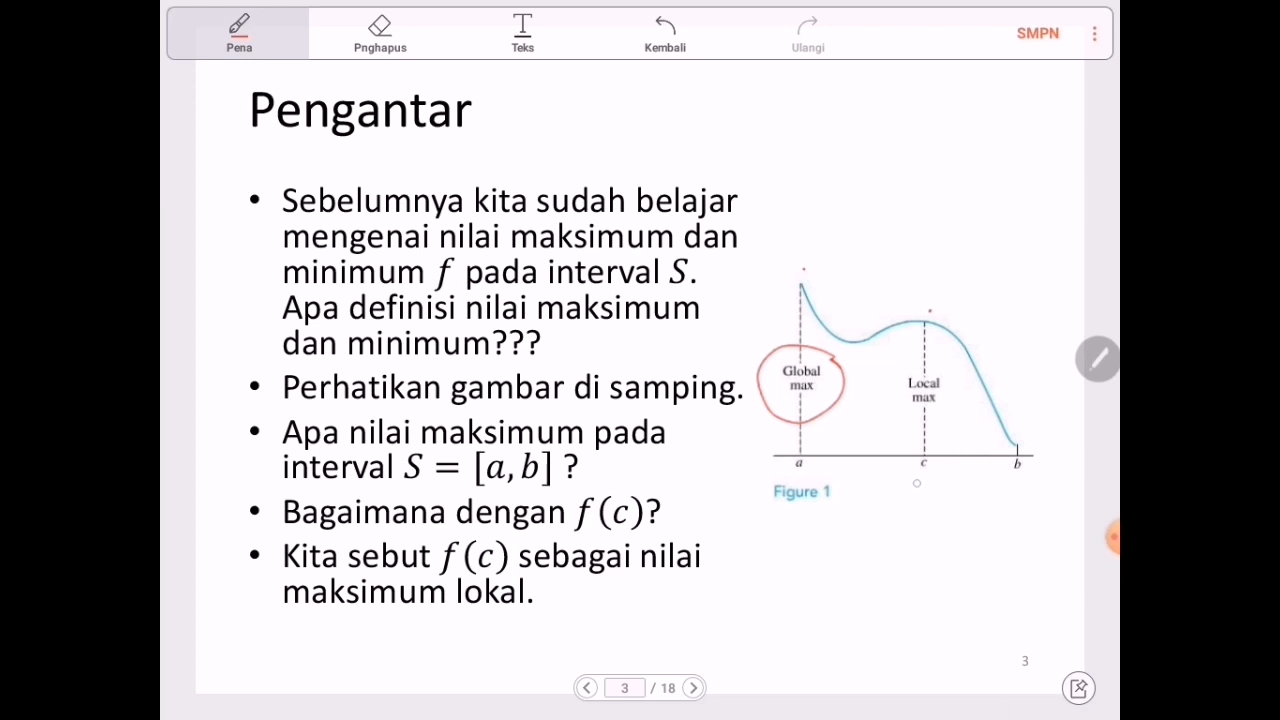 Pena
Pnghapus
Teks
Kembali
Ulangi
SMPN
Pengantar
• Sebelumnya kita sudah belajar
mengenai nilai maksimum dan
minimum f pada interval S.
Apa definisi nilai maksimum
dan minimum???
• Perhatikan gambar di samping.
• Apa nilai maksimum pada
interval S = [a, b] ?
• Bagaimana dengan f(c)?
• Kita sebut f(c) sebagai nilai
maksimum lokal.
Global
max
Local
max
a
c
b
Figure 1
3
3 / 18